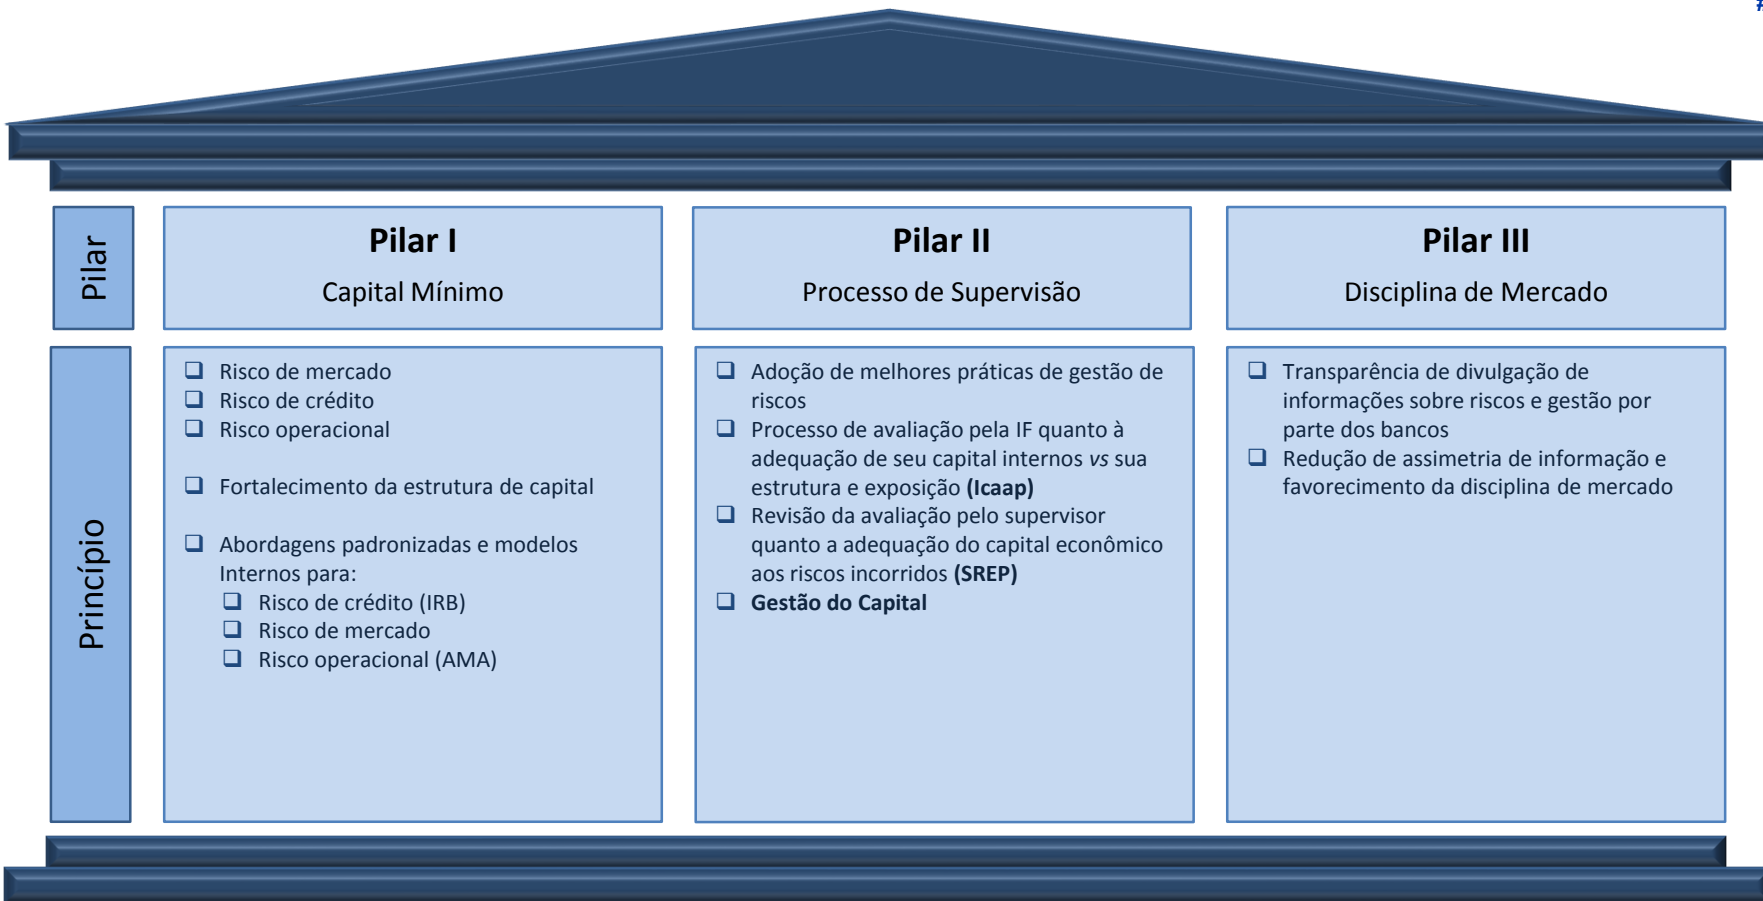 #
Pilar
Pilar I
Capital Mínimo
Pilar II
Processo de Supervisão
Pilar III
Disciplina de Mercado
Princípio
❑ Risco de mercado
❑ Risco de crédito
❑ Risco operacional
❑ Fortalecimento da estrutura de capital
❑ Abordagens padronizadas e modelos
Internos para:
❑ Risco de crédito (IRB)
❑ Risco de mercado
❑ Risco operacional (AMA)
❑ Adoção de melhores práticas de gestão de
riscos
❑ Processo de avaliação pela IF quanto à
adequação de seu capital internos vs sua
estrutura e exposição (Icaap)
❑ Revisão da avaliação pelo supervisor
quanto a adequação do capital econômico
aos riscos incorridos (SREP)
❑ Gestão do Capital
❑ Transparência de divulgação de
informações sobre riscos e gestão por
parte dos bancos
❑ Redução de assimetria de informação e
favorecimento da disciplina de mercado